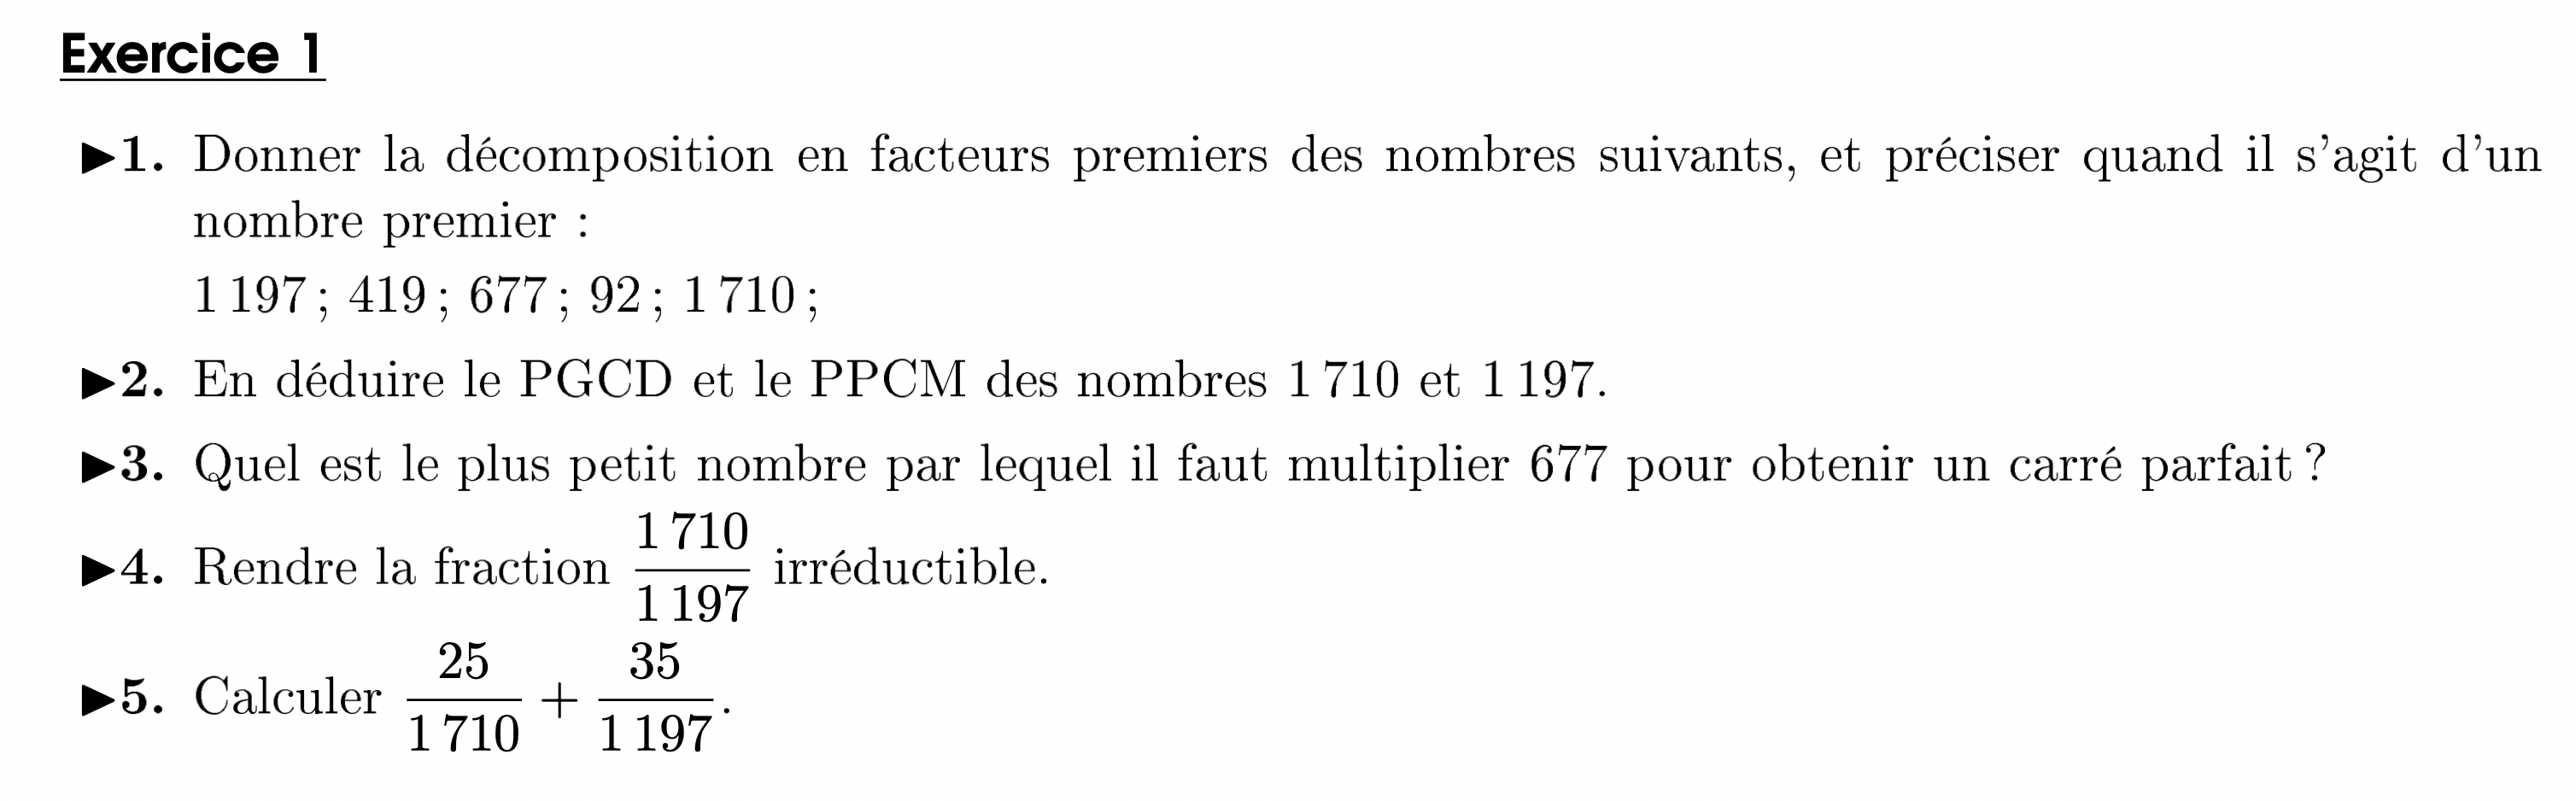 Exercice 1
▶1. Donner la décomposition en facteurs premiers des nombres suivants, et préciser quand il s'agit d'un
nombre premier :
1 197 ; 419 ; 677 ; 92 ; 1 710 ;
▶2. En déduire le PGCD et le PPCM des nombres 1 710 et 1 197.
▶3. Quel est le plus petit nombre par lequel il faut multiplier 677 pour obtenir un carré parfait ?
▶4. Rendre la fraction \frac{1 710}{1 197} irréductible.
▶5. Calculer \frac{25}{1 710} + \frac{35}{1 197}.